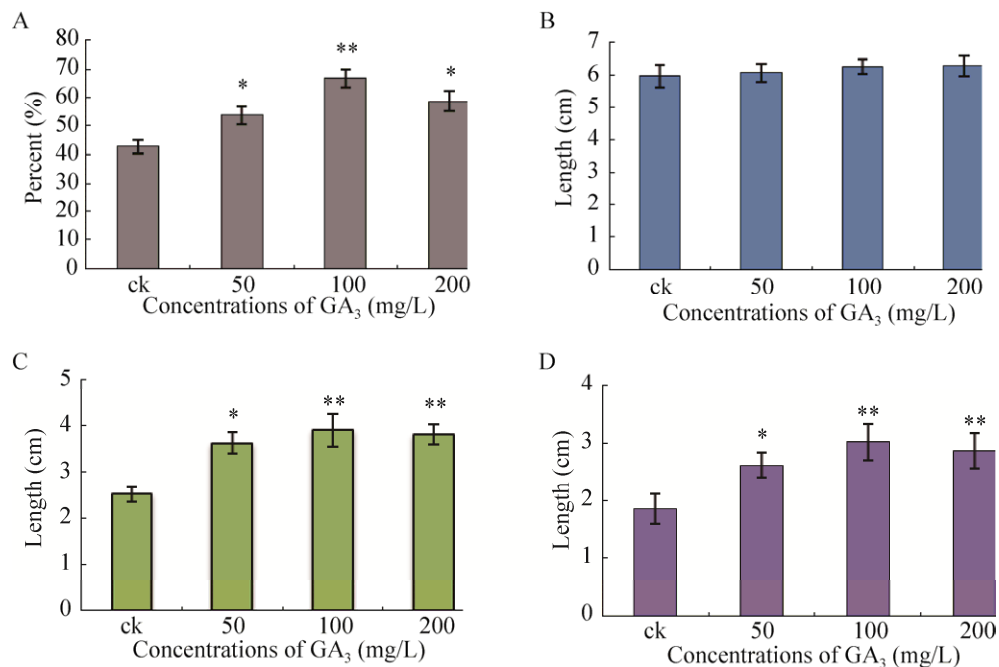 A
Percent (%)
80
70
60
50
40
30
20
10
0
*
**
*
ck 50 100 200
Concentrations of GA3 (mg/L)
B
Length (cm)
7
6
5
4
3
2
1
0
ck 50 100 200
Concentrations of GA3 (mg/L)
C
Length (cm)
5
4
3
2
1
0
*
**
**
ck 50 100 200
Concentrations of GA3 (mg/L)
D
Length (cm)
4
3
2
1
0
*
**
**
ck 50 100 200
Concentrations of GA3 (mg/L)